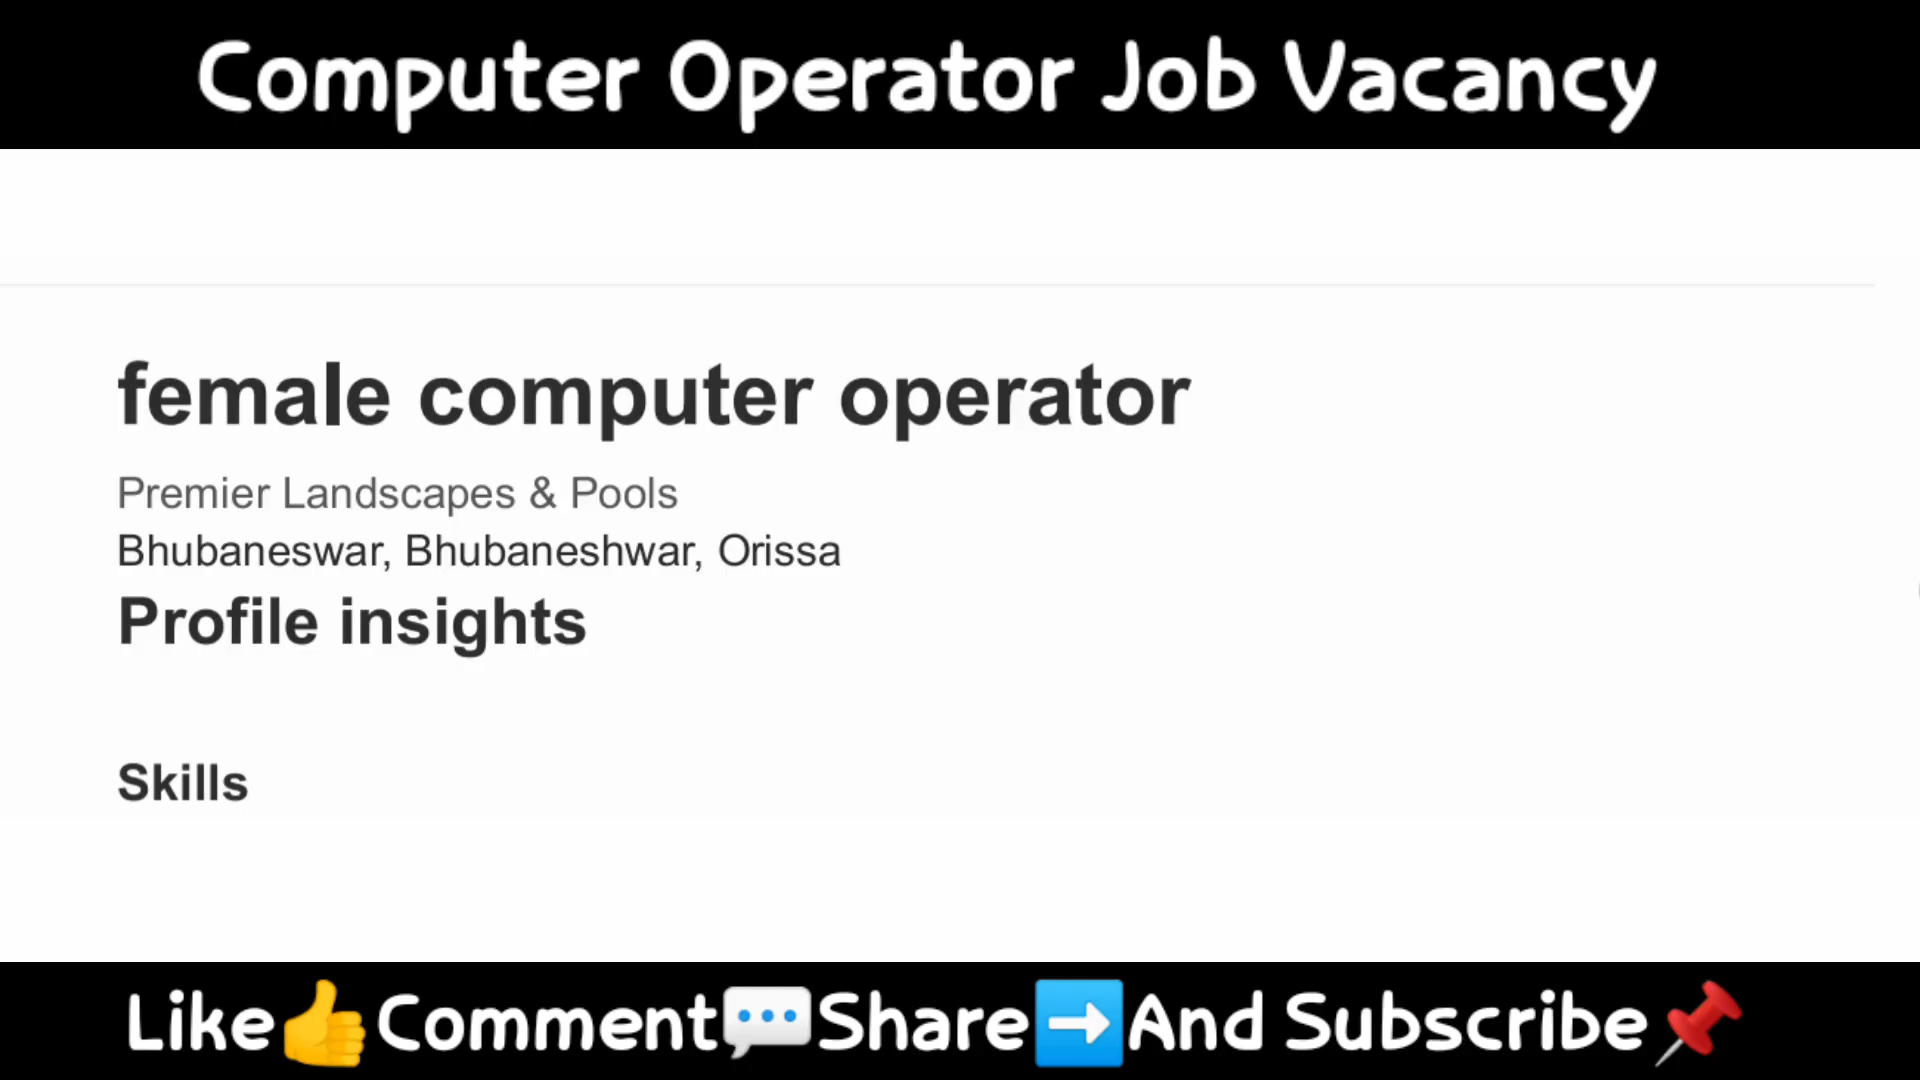 Computer Operator Job Vacancy
female computer operator
Premier Landscapes & Pools
Bhubaneswar, Bhubaneshwar, Orissa
Profile insights
Skills
Like👍Comment💬Share➡️And Subscribe📌